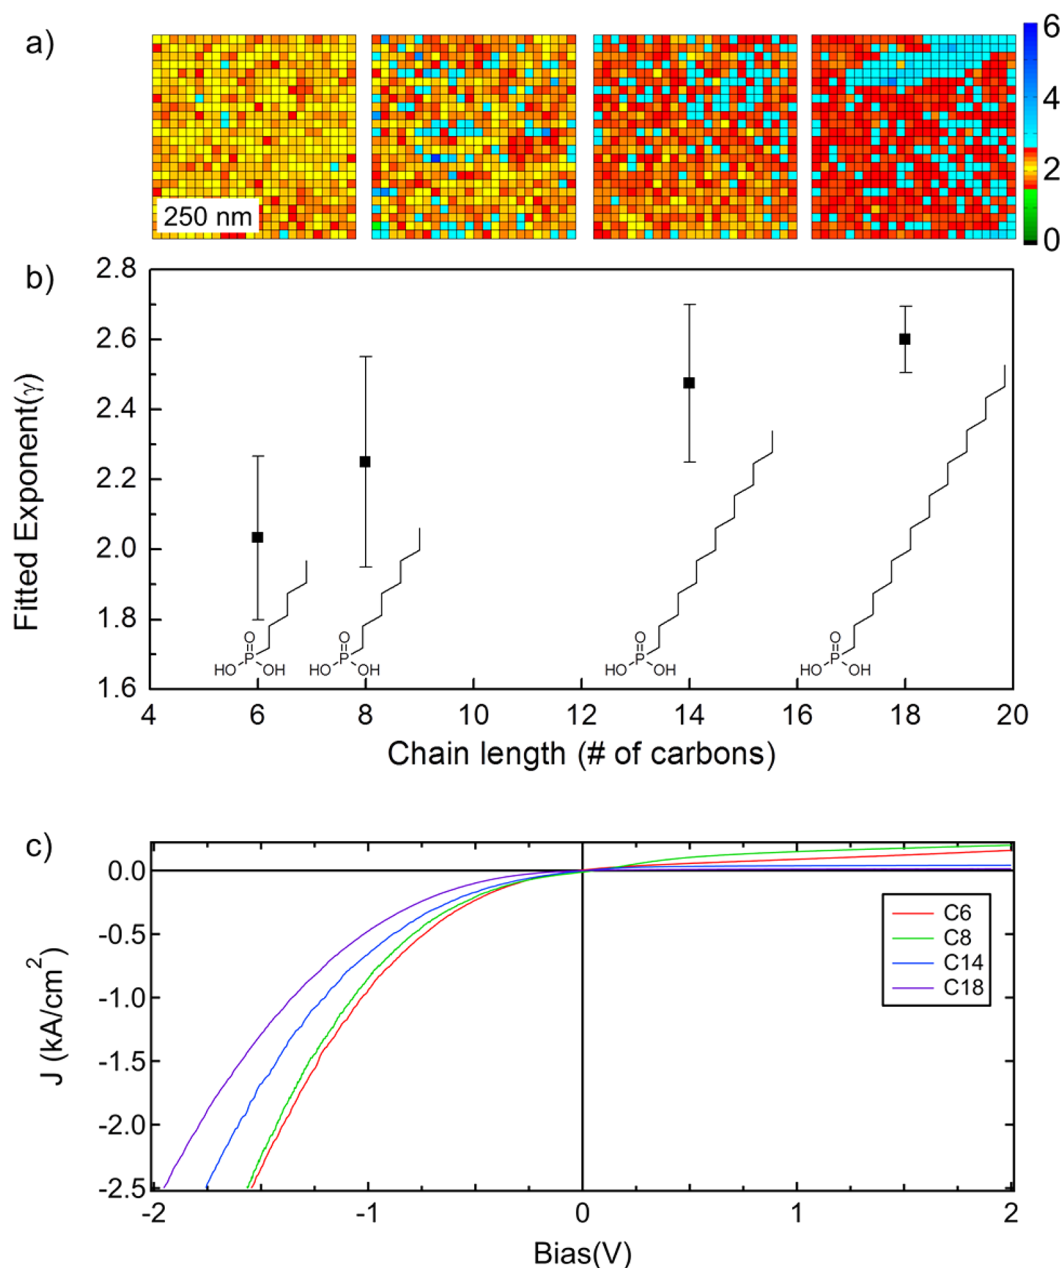 a)
250 nm
6
4
2
0
b)
2.8
2.6
2.4
2.2
2.0
1.8
1.6
Fitted Exponent(γ)
O
P
HO
OH
O
P
HO
OH
O
P
HO
OH
O
P
HO
OH
4 6 8 10 12 14 16 18 20
Chain length (# of carbons)
c)
0.0
-0.5
-1.0
-1.5
-2.0
-2.5
J (kA/cm²)
C6
C8
C14
C18
-2 -1 0 1 2
Bias(V)